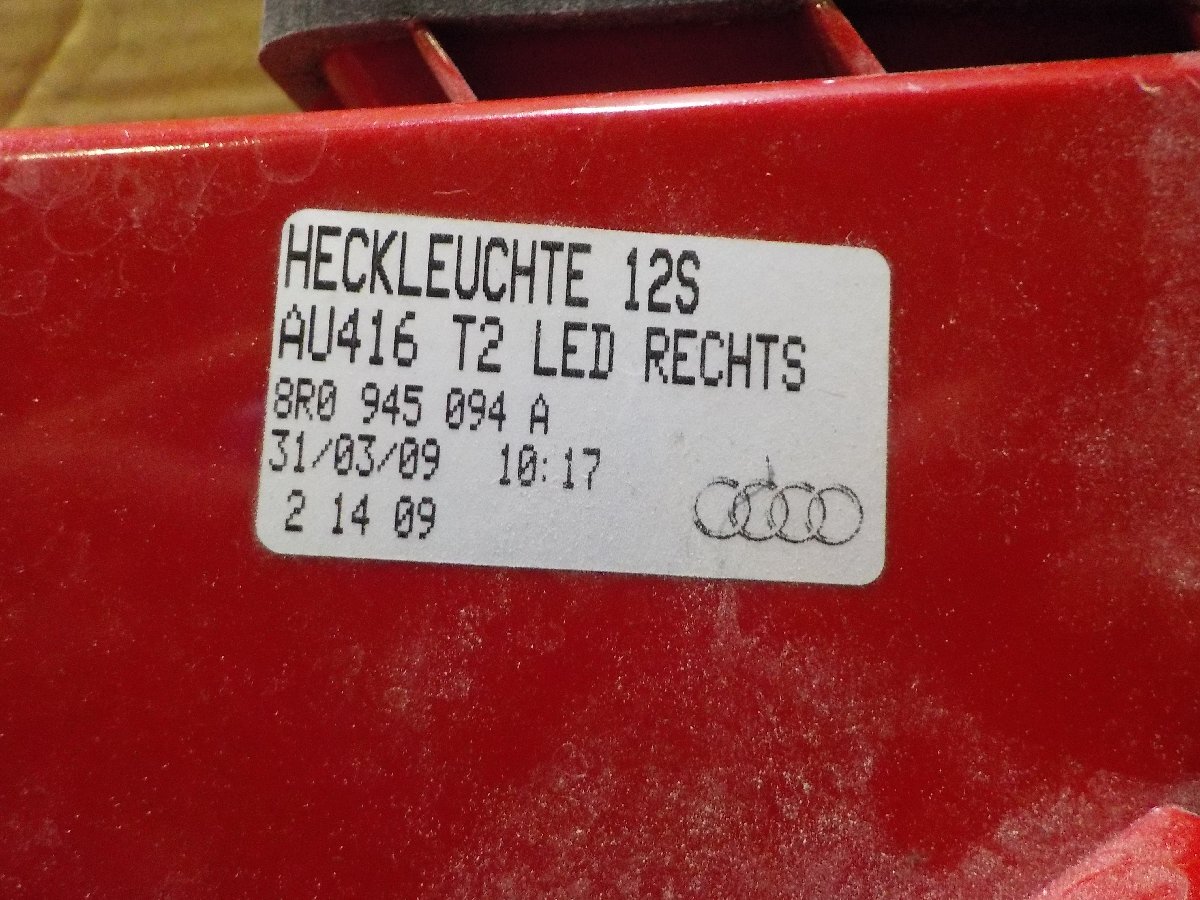 HECKLEUCHTE 12S
AU416 T2 LED RECHTS
8R0 945 094 A
31/03/09 10:17
2 14 09